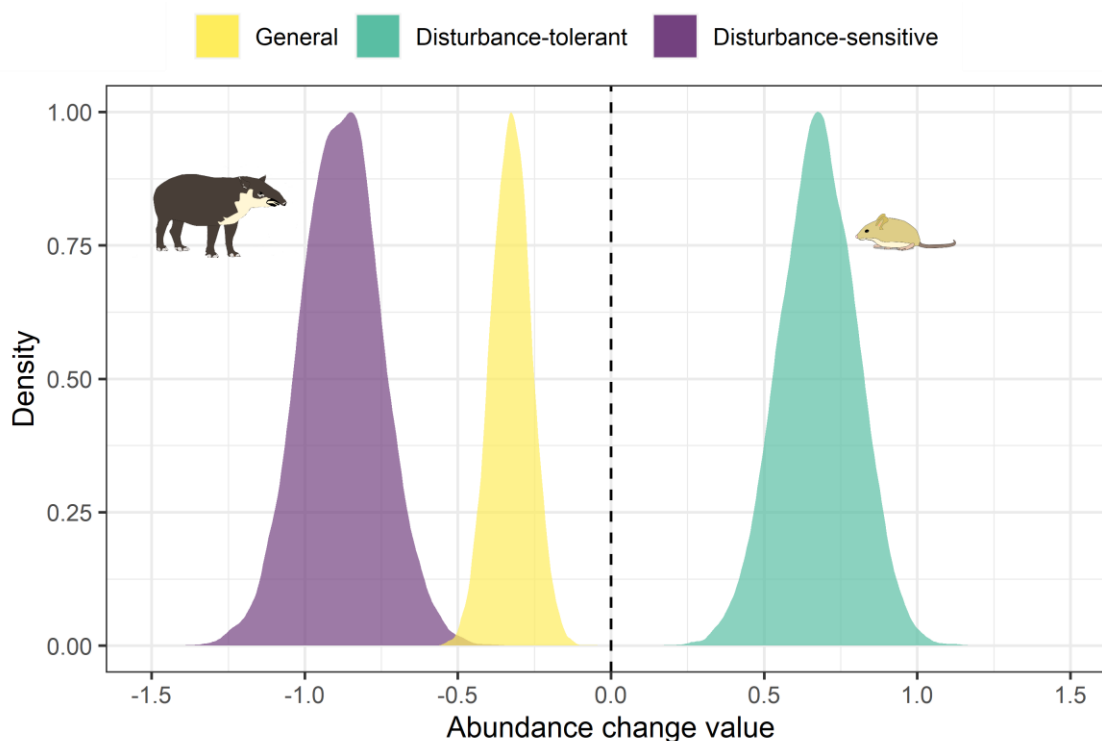 General Disturbance-tolerant Disturbance-sensitive
1.00
0.75
0.50
0.25
0.00
Density
-1.5 -1.0 -0.5 0.0 0.5 1.0 1.5
Abundance change value